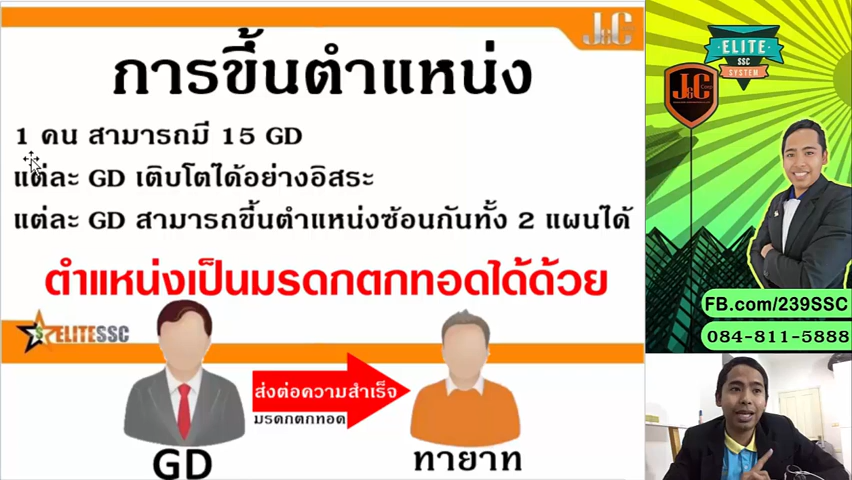 J&C
การขึ้นตำแหน่ง
1 คน สามารถมี 15 GD
แต่ละ GD เติบโตได้อย่างอิสระ
แต่ละ GD สามารถขึ้นตำแหน่งซ้อนกันทั้ง 2 แผนได้
ตำแหน่งเป็นมรดกตกทอดได้ด้วย
$ ELITESSC
ส่งต่อความสำเร็จ
มรดกตกทอด
GD
ทายาท
ELITE
SSC
SYSTEM
J&C Corp
FB.com/239SSC
084-811-5888